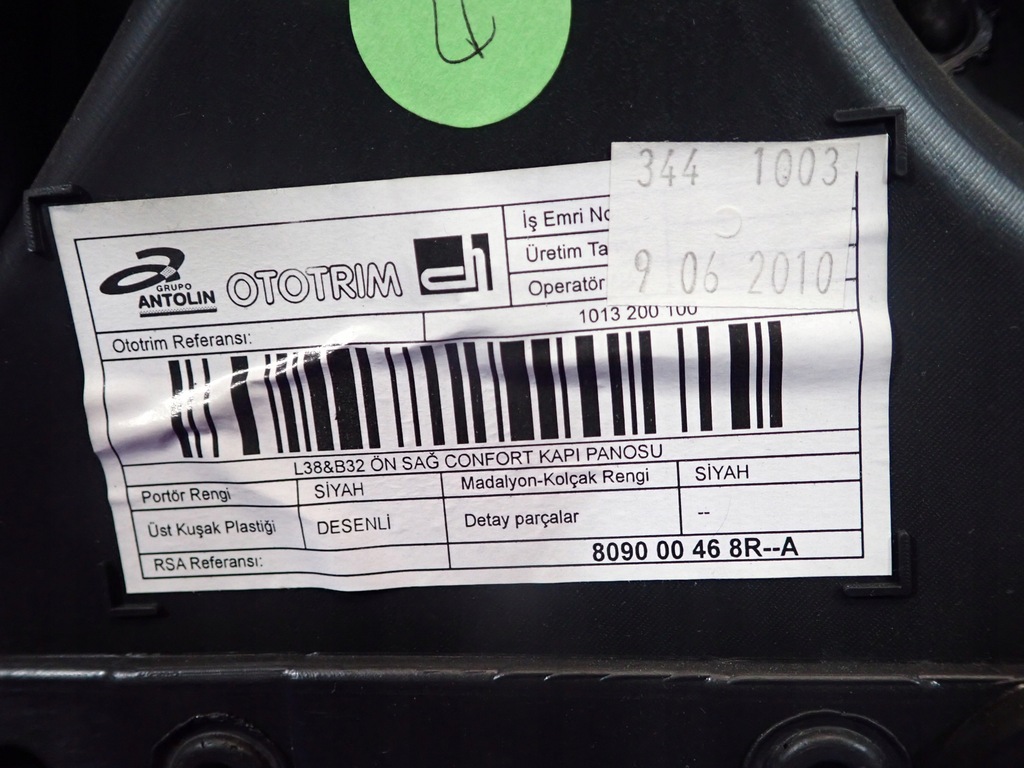 344 1003
9 06 2010
GRUPO
ANTOLIN
OTOTRIM
İş Emri No
Üretim Ta
Operatör
Ototrim Referansı:
1013 200 100
L38&B32 ÖN SAĞ CONFORT KAPI PANOSU
Portör Rengi SİYAH Madalyon-Kolçak Rengi SİYAH
Üst Kuşak Plastiği DESENLİ Detay parçalar --
RSA Referansı: 8090 00 46 8R--A